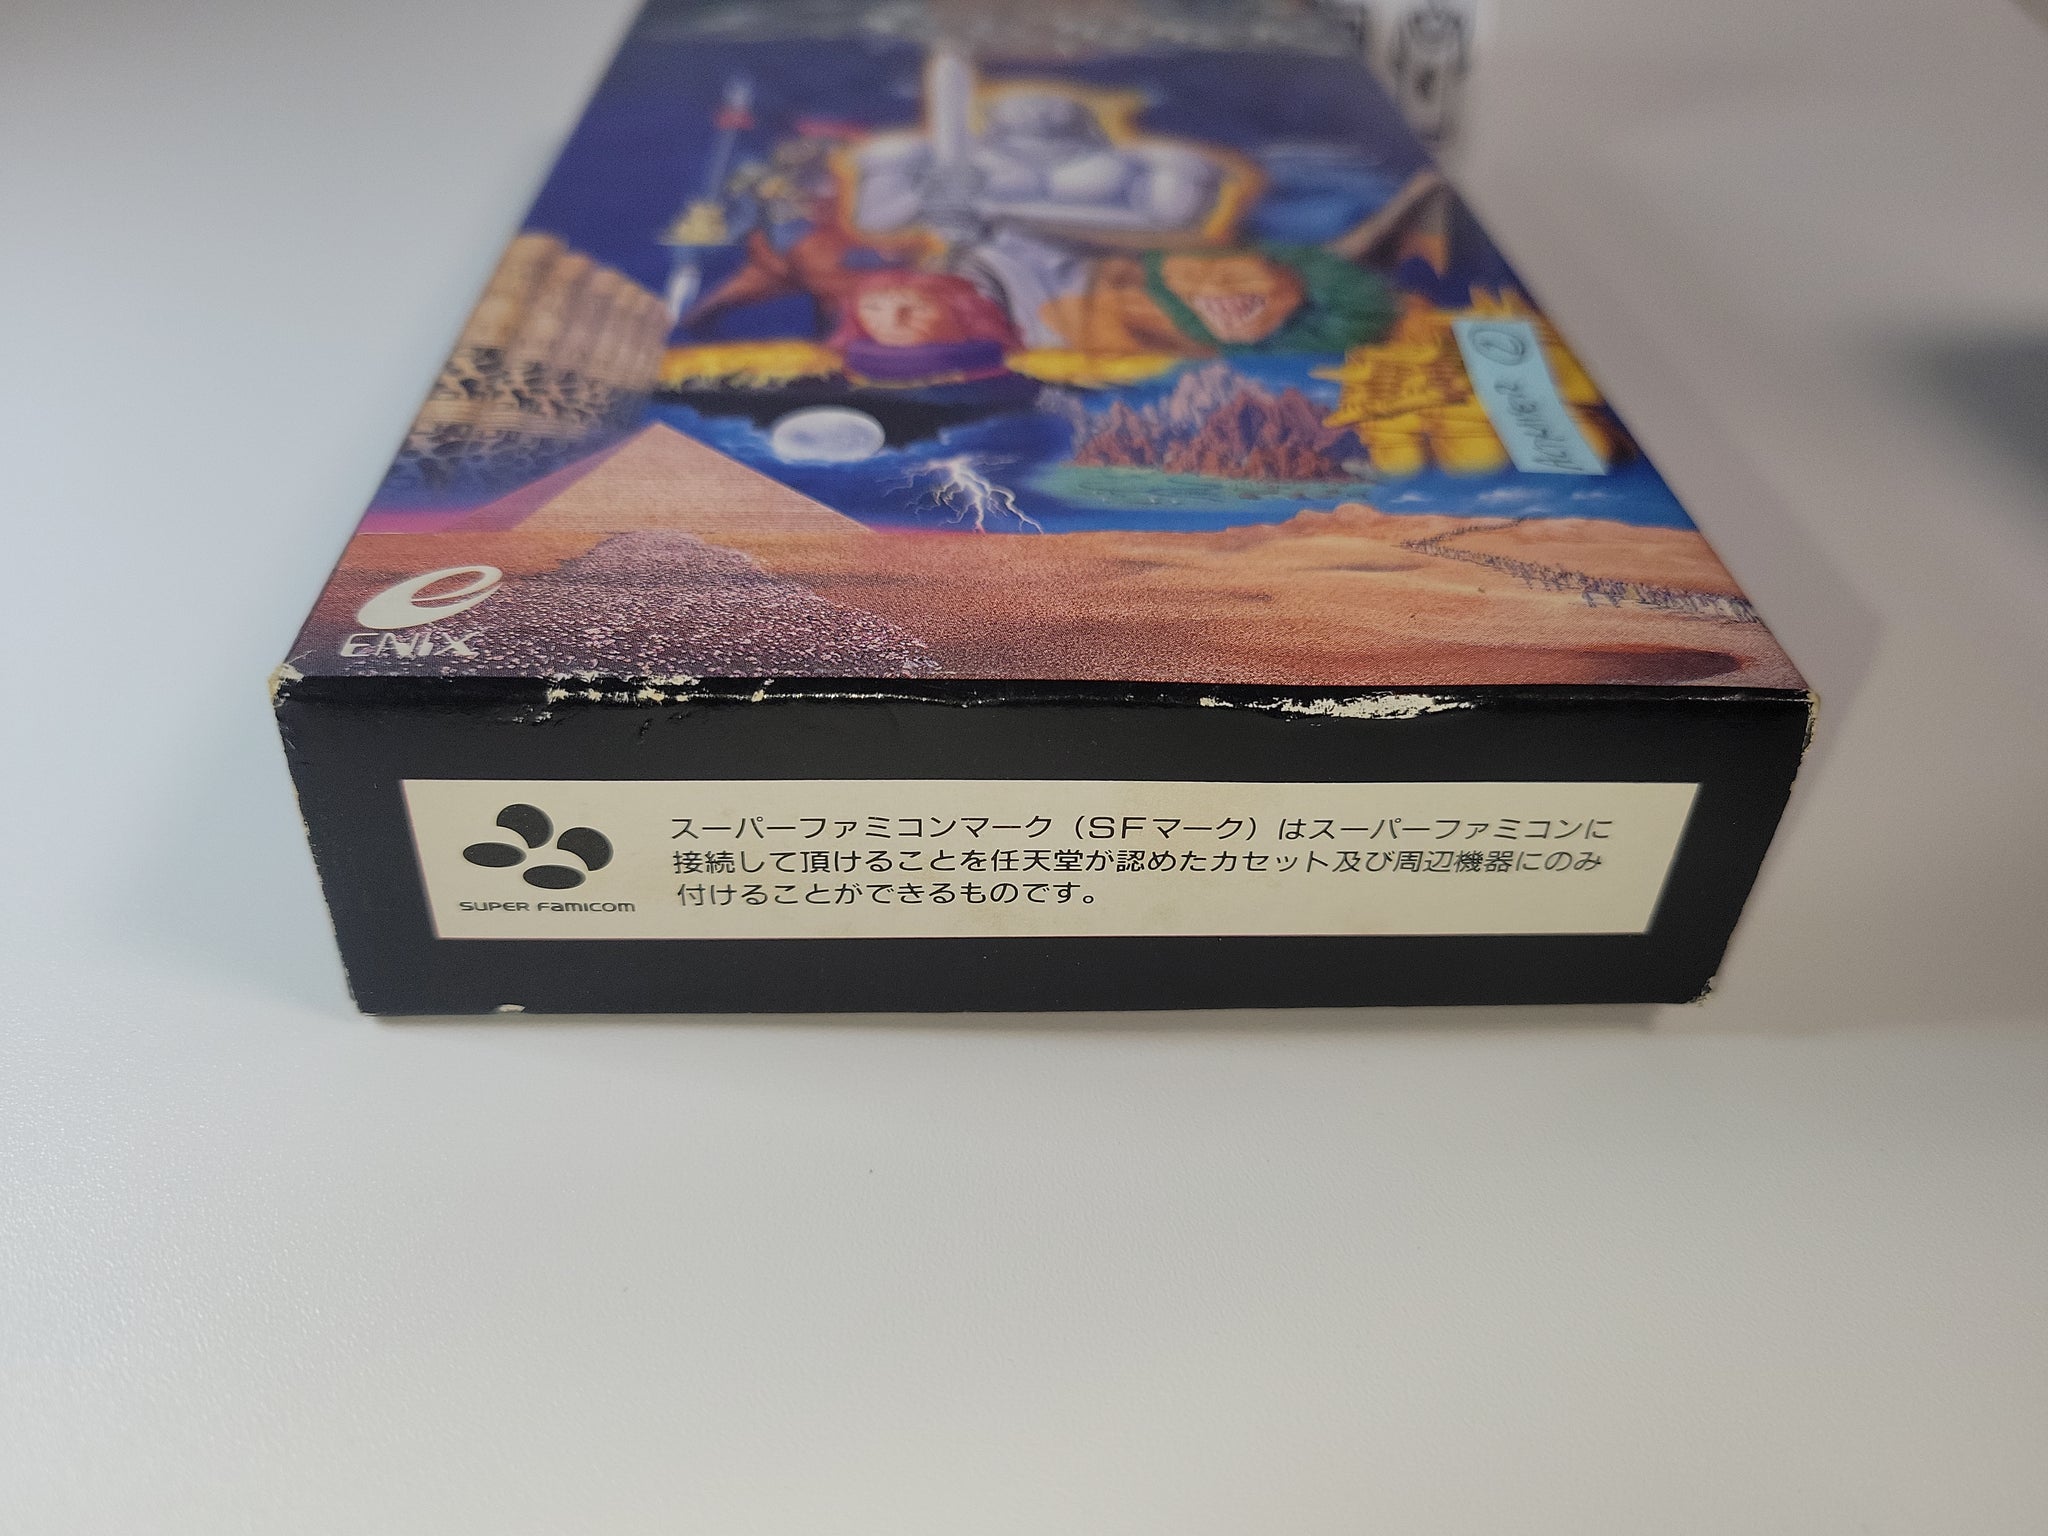 ACTRAISER 2
ENIX
スーパーファミコンマーク（SFマーク）はスーパーファミコンに
接続して頂けることを任天堂が認めたカセット及び周辺機器にのみ
付けることができるものです。
SUPER FAMICOM